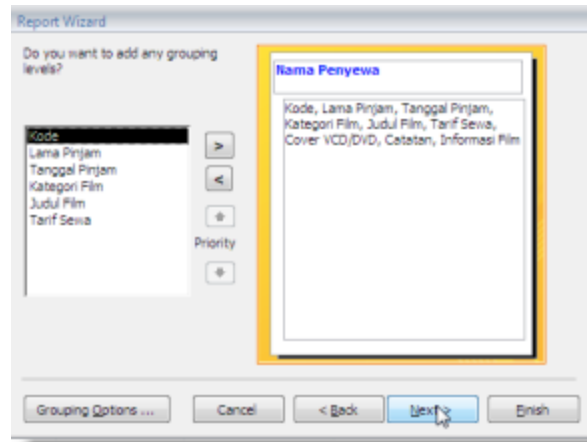 Report Wizard
Do you want to add any grouping
levels?
Kode
Lama Pinjam
Tanggal Pinjam
Kategori Film
Judul Film
Tarif Sewa
>
<
Priority
Nama Penyewa
Kode, Lama Pinjam, Tanggal Pinjam,
Kategori Film, Judul Film, Tarif Sewa,
Cover VCD/DVD, Catatan, Informasi Film
Grouping Options ...
Cancel
< Back
Next >
Finish